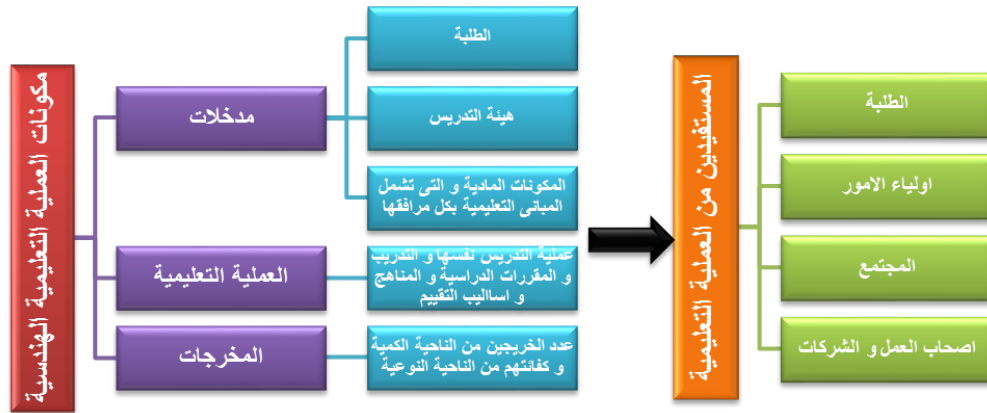 مكونات العملية التعليمية الهندسية
مدخلات
الطلبة
هيئة التدريس
المكونات المادية و التى تشمل
المبانى التعليمية بكل مرافقها
العملية التعليمية
عملية التدريس نفسها و التدريب
و المقررات الدراسية و المناهج
و اسااليب التقييم
المخرجات
عدد الخريجين من الناحية الكمية
و كفائتهم من الناحية النوعية
المستفيدين من العملية التعليمية
الطلبة
اولياء الامور
المجتمع
اصحاب العمل و الشركات